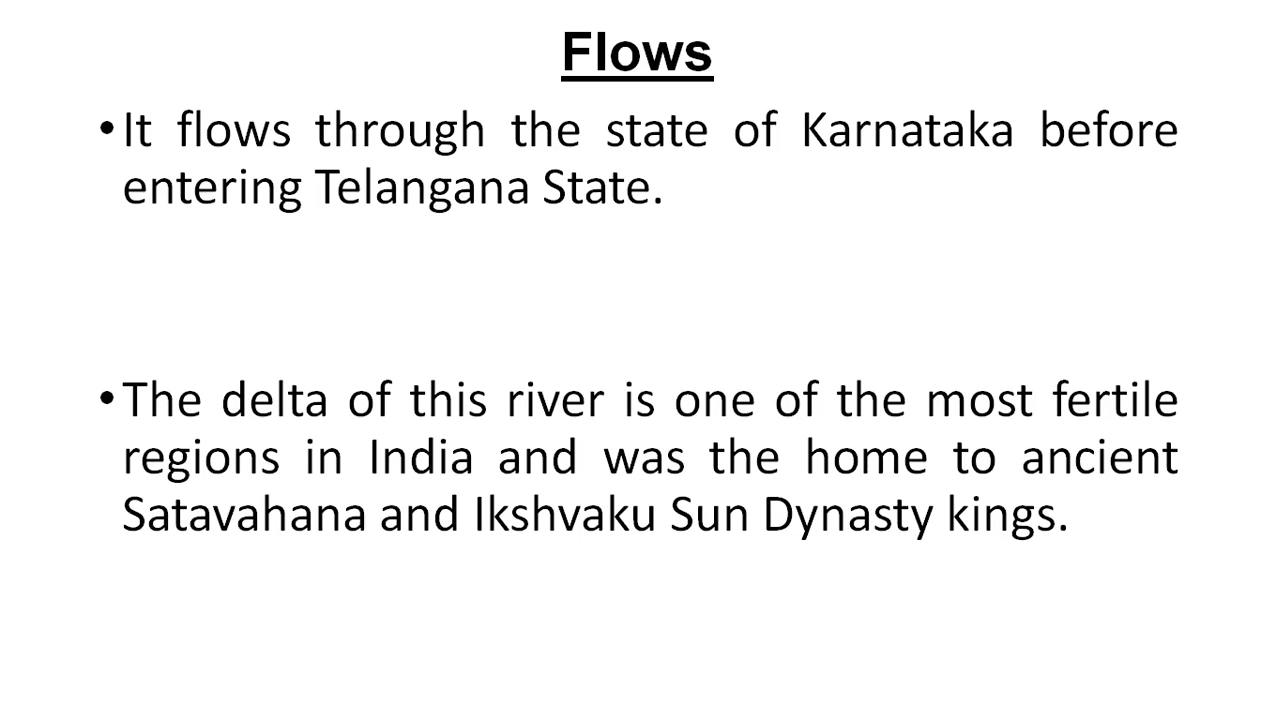 Flows
•It flows through the state of Karnataka before
entering Telangana State.
•The delta of this river is one of the most fertile
regions in India and was the home to ancient
Satavahana and Ikshvaku Sun Dynasty kings.